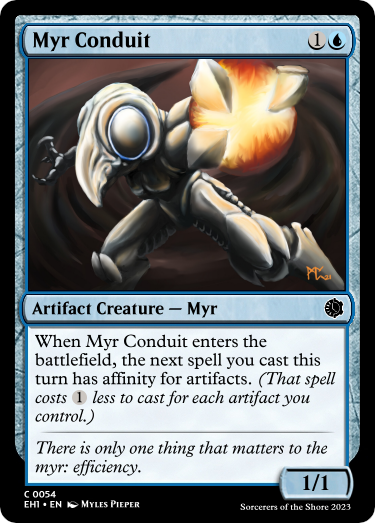 Myr Conduit 1
Artifact Creature — Myr
When Myr Conduit enters the
battlefield, the next spell you cast this
turn has affinity for artifacts. (That spell
costs 1 less to cast for each artifact you
control.)
There is only one thing that matters to the
myr: efficiency.
1/1
C 0054
EH1 • EN Myles Pieper
Sorcerers of the Shore 2023